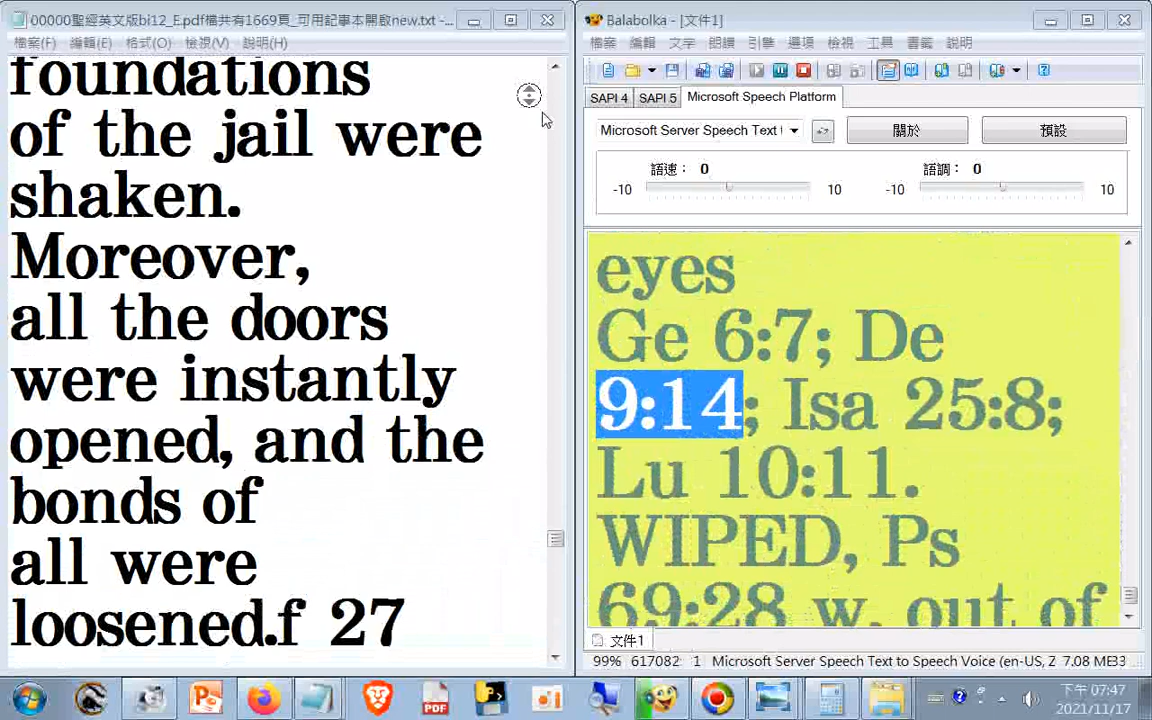 00000聖經英文版bi12_E.pdf檔共有1669頁_可用記事本開啟new.txt -...
檔案(F) 編輯(E) 格式(O) 檢視(V) 說明(H)
foundations
of the jail were
shaken.
Moreover,
all the doors
were instantly
opened, and the
bonds of
all were
loosened.f 27
Balabolka - [文件1]
檔案 編輯 文字 朗讀 引擎 選項 檢視 工具 書籤 說明
SAPI 4 SAPI 5 Microsoft Speech Platform
Microsoft Server Speech Text 關於 預設
語速： 0 語調： 0
-10 10 -10 10
eyes
Ge 6:7; De
9:14; Isa 25:8;
Lu 10:11.
WIPED, Ps
69:28 w. out of
文件1
99% 617082: 1 Microsoft Server Speech Text to Speech Voice (en-US, Z 7.08 ME
PDF
下午 07:47
2021/11/17